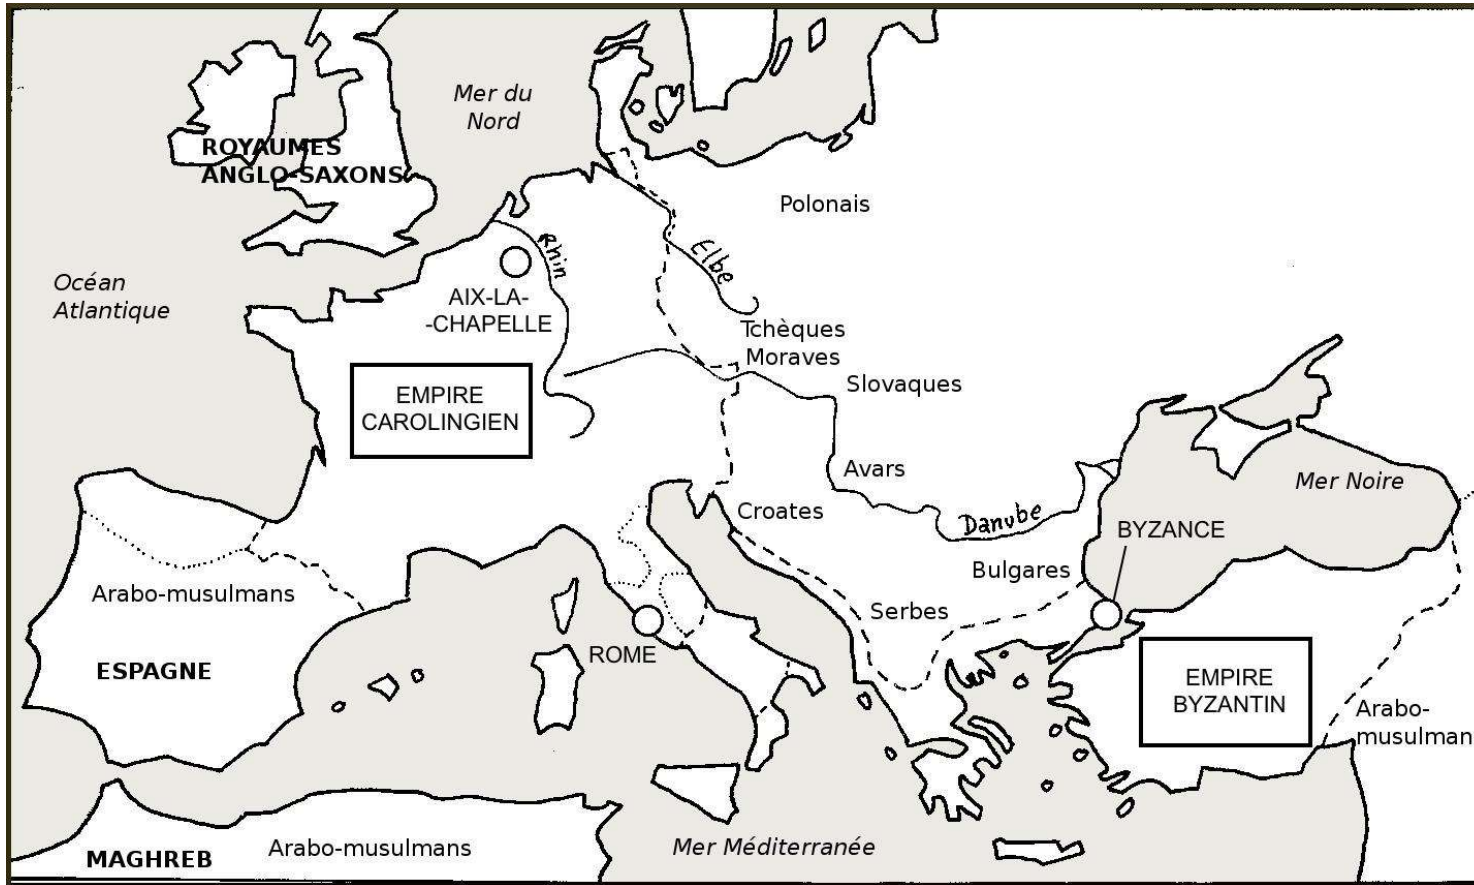 Mer du
Nord
ROYAUMES
ANGLO-SAXONS
Polonais
Rhin
Elbe
Océan
Atlantique
AIX-LA-
-CHAPELLE
Tchèques
Moraves
Slovaques
EMPIRE
CAROLINGIEN
Avars
Mer Noire
Croates
Danube
BYZANCE
Bulgares
Arabo-musulmans
Serbes
ROME
ESPAGNE
EMPIRE
BYZANTIN
Arabo-
musulman
Arabo-musulmans
Mer Méditerranée
MAGHREB